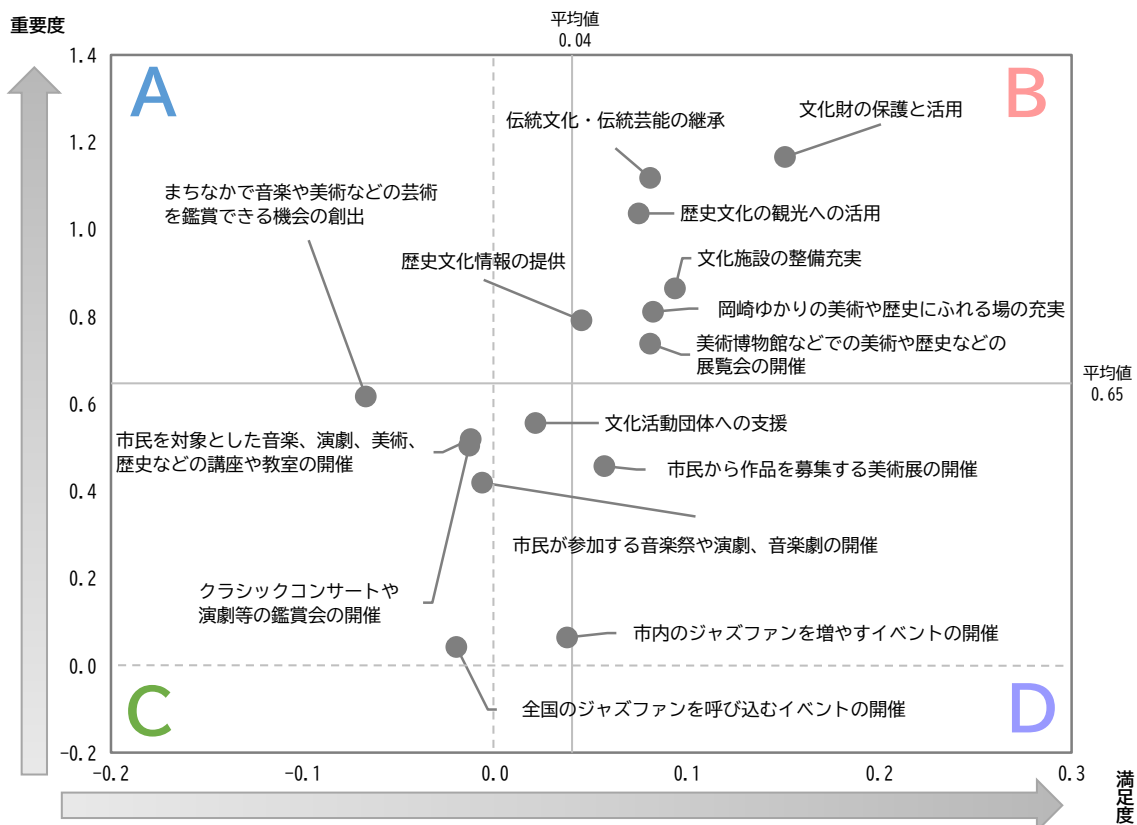 重要度
平均値
0.04
1.4
1.2
1.0
0.8
0.6
0.4
0.2
0.0
-0.2
A
B
文化財の保護と活用
伝統文化・伝統芸能の継承
まちなかで音楽や美術などの芸術
を鑑賞できる機会の創出
歴史文化の観光への活用
歴史文化情報の提供
文化施設の整備充実
岡崎ゆかりの美術や歴史にふれる場の充実
美術博物館などでの美術や歴史などの
展覧会の開催
平均値
0.65
文化活動団体への支援
市民を対象とした音楽、演劇、美術、
歴史などの講座や教室の開催
市民から作品を募集する美術展の開催
市民が参加する音楽祭や演劇、音楽劇の開催
クラシックコンサートや
演劇等の鑑賞会の開催
市内のジャズファンを増やすイベントの開催
全国のジャズファンを呼び込むイベントの開催
C
D
-0.2
-0.1
0.0
0.1
0.2
0.3
満足度